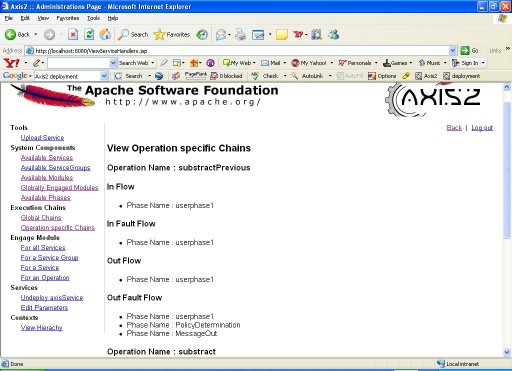 Axis2 :: Administrations Page - Microsoft Internet Explorer
File Edit View Favorites Tools Help
Back Search Favorites
Address http://localhost:8080/ViewServiceHandlers.jsp Go Links
Y! Search Web My Web Mail My Yahoo! Personals Games Music Sign In
Google Axis2 deployment Search PageRank blocked Check AutoLink AutoFill Options Axis2 deployment
The Apache Software Foundation
http://www.apache.org/
AXIS2
Back | Log out
Tools
Upload Service
System Components
Available Services
Available ServiceGroups
Available Modules
Globally Engaged Modules
Available Phases
Execution Chains
Global Chains
Operation specific Chains
Engage Module
For all Services
For a Service Group
For a Service
For an Operation
Services
Undeploy axisService
Edit Parameters
Contexts
View Hierachy
View Operation specific Chains
Operation Name : substractPrevious
In Flow
Phase Name : userphase1
In Fault Flow
Phase Name : userphase1
Out Flow
Phase Name : userphase1
Out Fault Flow
Phase Name : userphase1
Phase Name : PolicyDetermination
Phase Name : MessageOut
Operation Name : substract
Done Local intranet